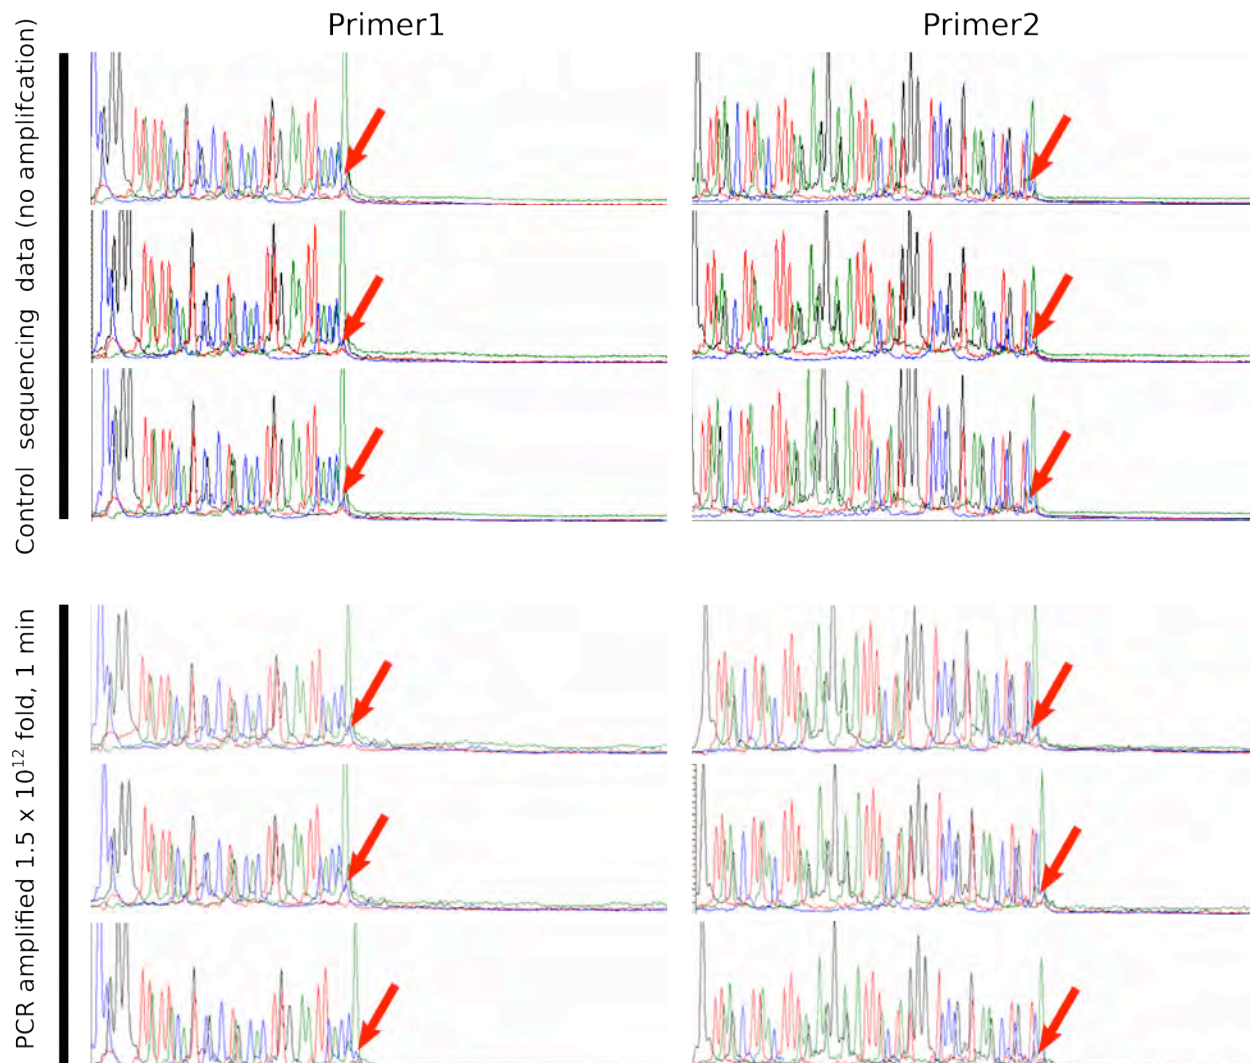 Primer1
Primer2
Control sequencing data (no amplifcation)
PCR amplified 1.5 x 10¹² fold, 1 min